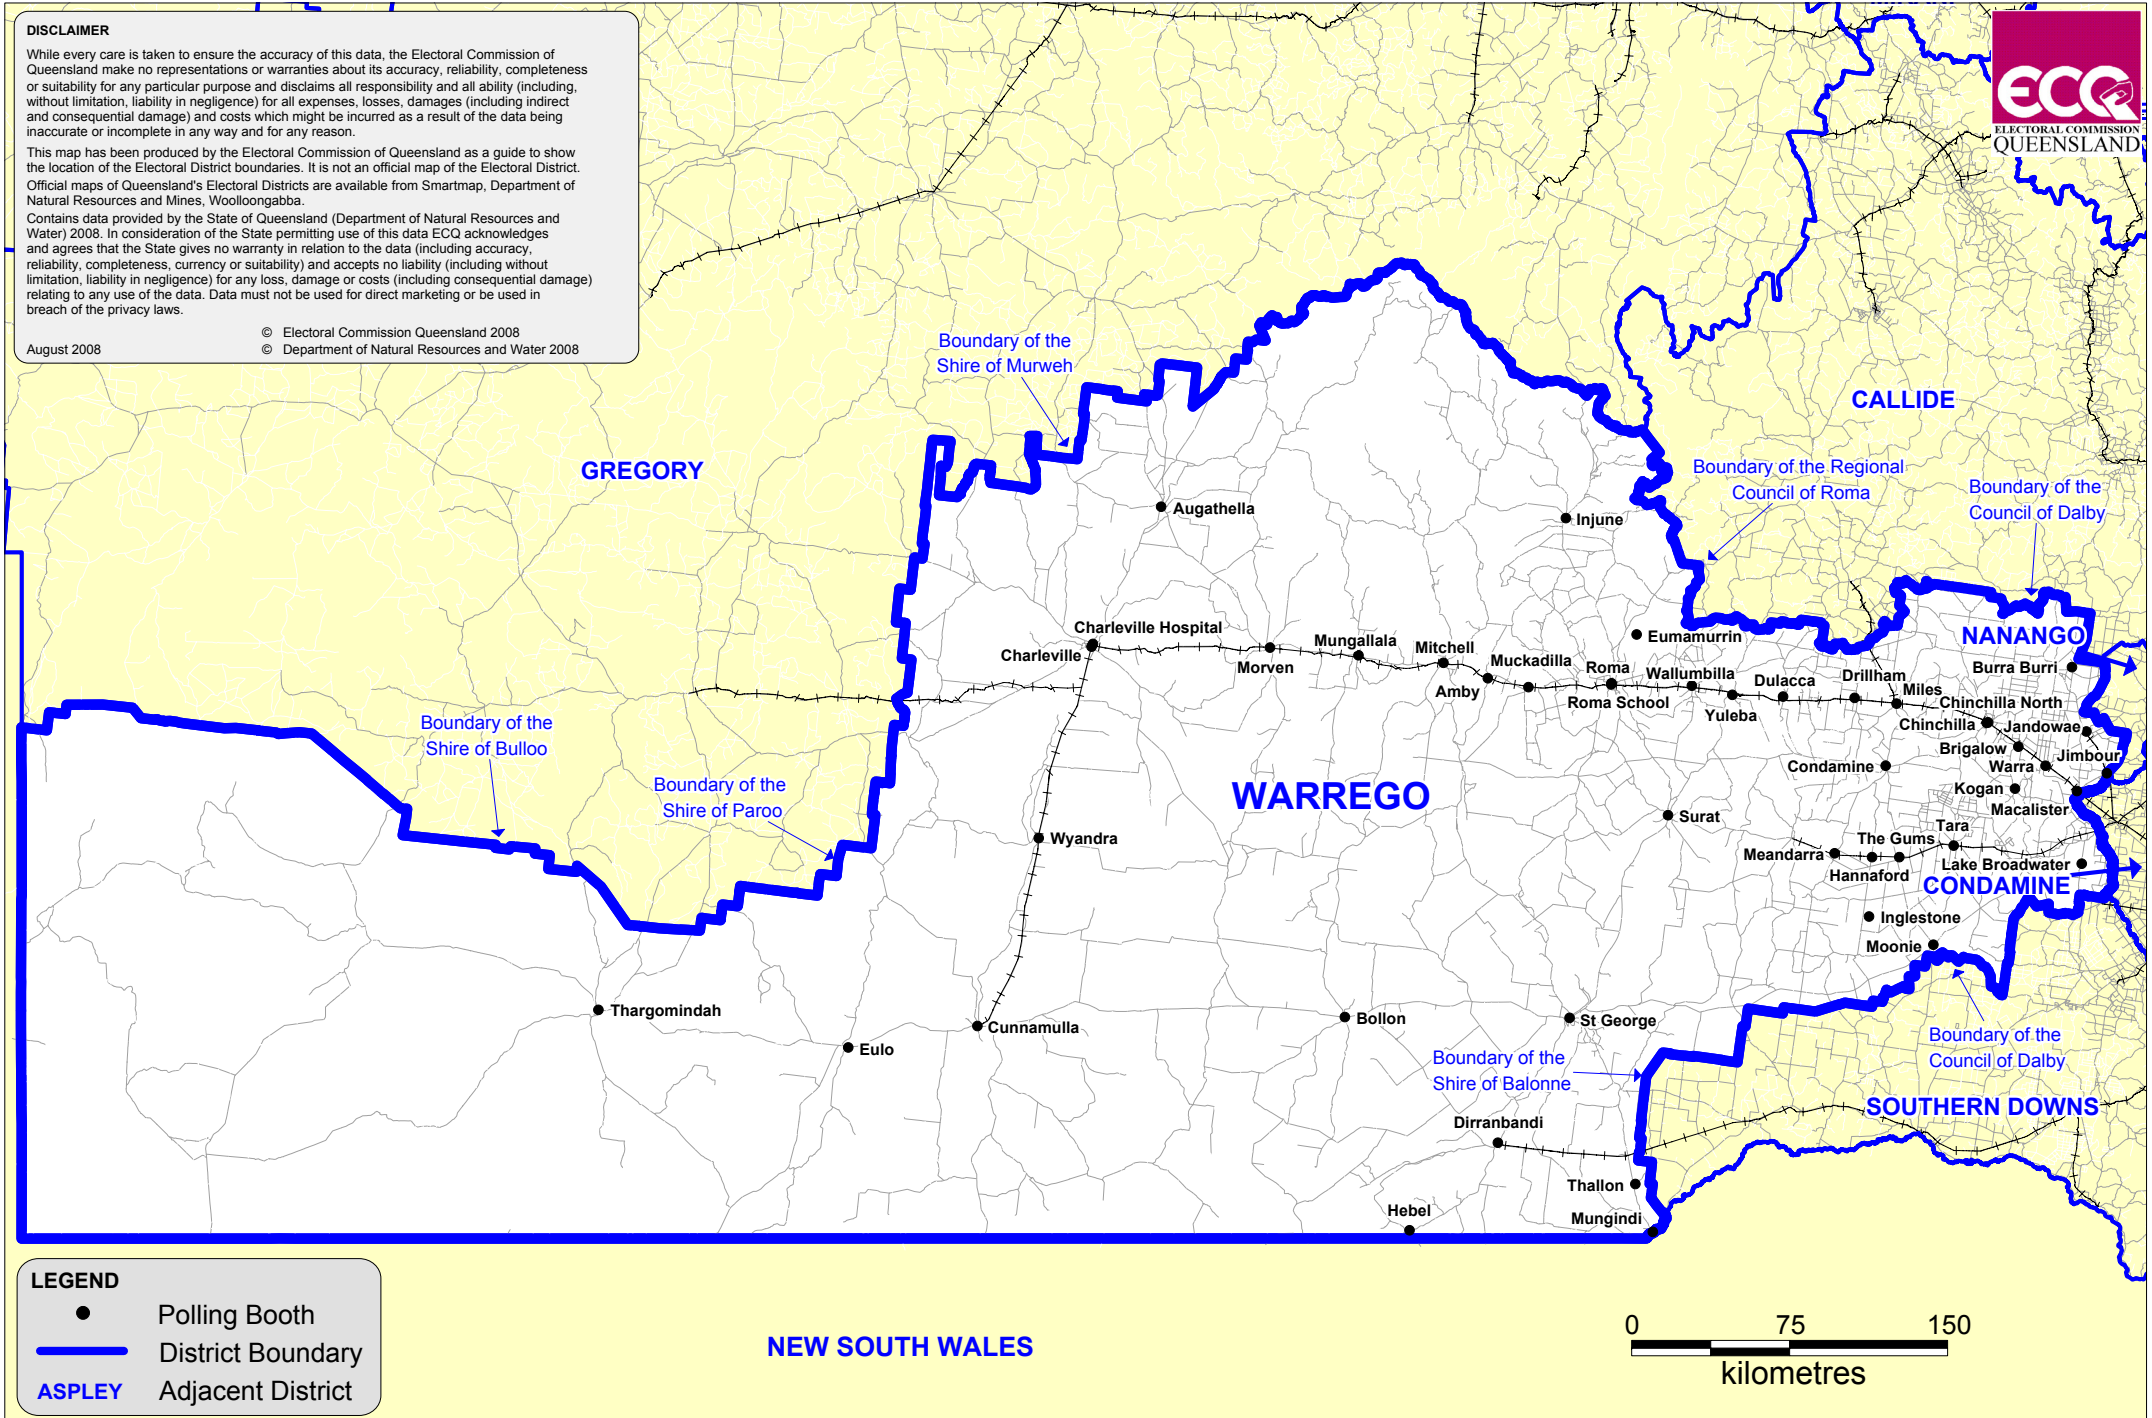 DISCLAIMER
While every care is taken to ensure the accuracy of this data, the Electoral Commission of
Queensland make no representations or warranties about its accuracy, reliability, completeness
or suitability for any particular purpose and disclaims all responsibility and all ability (including,
without limitation, liability in negligence) for all expenses, losses, damages (including indirect
and consequential damage) and costs which might be incurred as a result of the data being
inaccurate or incomplete in any way and for any reason.
This map has been produced by the Electoral Commission of Queensland as a guide to show
the location of the Electoral District boundaries. It is not an official map of the Electoral District.
Official maps of Queensland's Electoral Districts are available from Smartmap, Department of
Natural Resources and Mines, Woolloongabba.
Contains data provided by the State of Queensland (Department of Natural Resources and
Water) 2008. In consideration of the State permitting use of this data ECQ acknowledges
and agrees that the State gives no warranty in relation to the data (including accuracy,
reliability, completeness, currency or suitability) and accepts no liability (including without
limitation, liability in negligence) for any loss, damage or costs (including consequential damage)
relating to any use of the data. Data must not be used for direct marketing or be used in
breach of the privacy laws.
© Electoral Commission Queensland 2008
August 2008
© Department of Natural Resources and Water 2008
ECQ
ELECTORAL COMMISSION
QUEENSLAND
Boundary of the
Shire of Murweh
CALLIDE
GREGORY
Boundary of the Regional
Council of Roma
Boundary of the
Council of Dalby
Augathella
Injune
Charleville Hospital
Charleville
Morven
Mungallala
Mitchell
Amby
Muckadilla
Roma
Roma School
Eumamurrin
Wallumbilla
Yuleba
Dulacca
Drillham
Miles
NANANGO
Burra Burri
Chinchilla North
Chinchilla
Jandowae
Brigalow
Jimbour
Warra
Condamine
Kogan
Macalister
Boundary of the
Shire of Bulloo
Boundary of the
Shire of Paroo
WARREGO
Wyandra
Surat
Tara
The Gums
Meandarra
Hannaford
Lake Broadwater
CONDAMINE
Inglestone
Moonie
Thargomindah
Eulo
Cunnamulla
Bollon
St George
Boundary of the
Shire of Balonne
Boundary of the
Council of Dalby
SOUTHERN DOWNS
Dirranbandi
Thallon
Hebel
Mungindi
LEGEND
Polling Booth
District Boundary
ASPLEY Adjacent District
NEW SOUTH WALES
0 75 150
kilometres